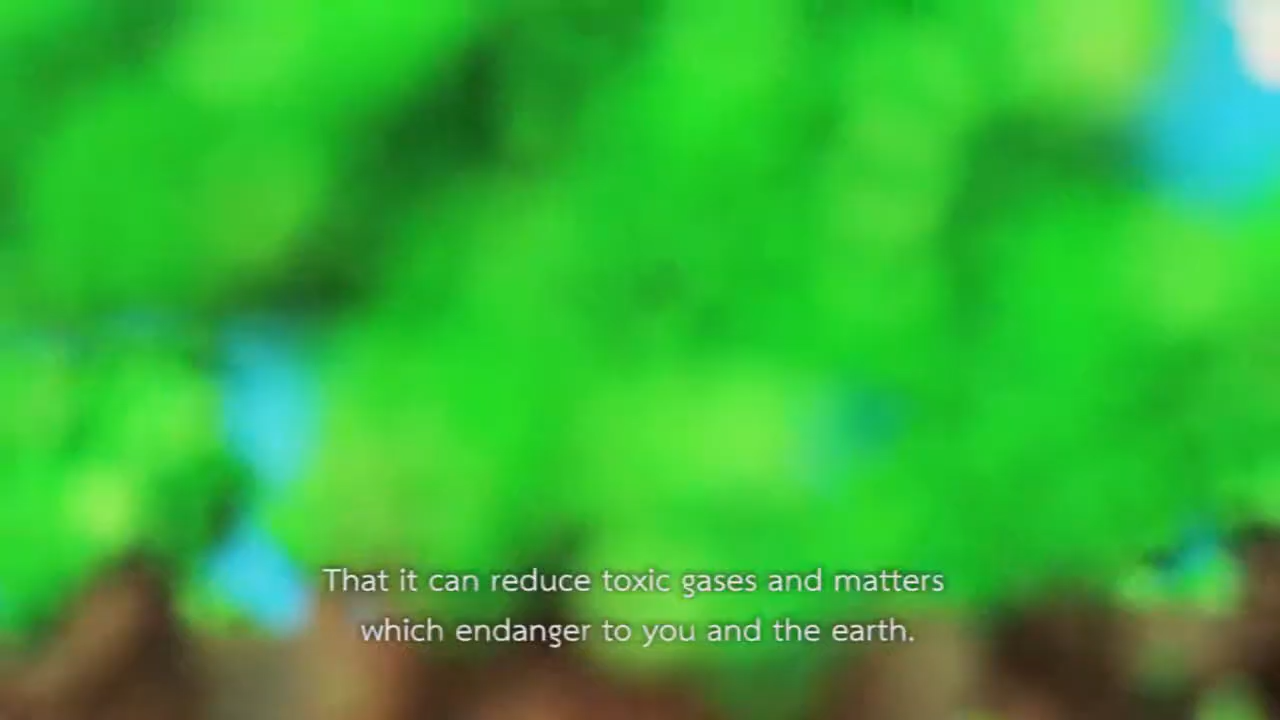 That it can reduce toxic gases and matters
which endanger to you and the earth.